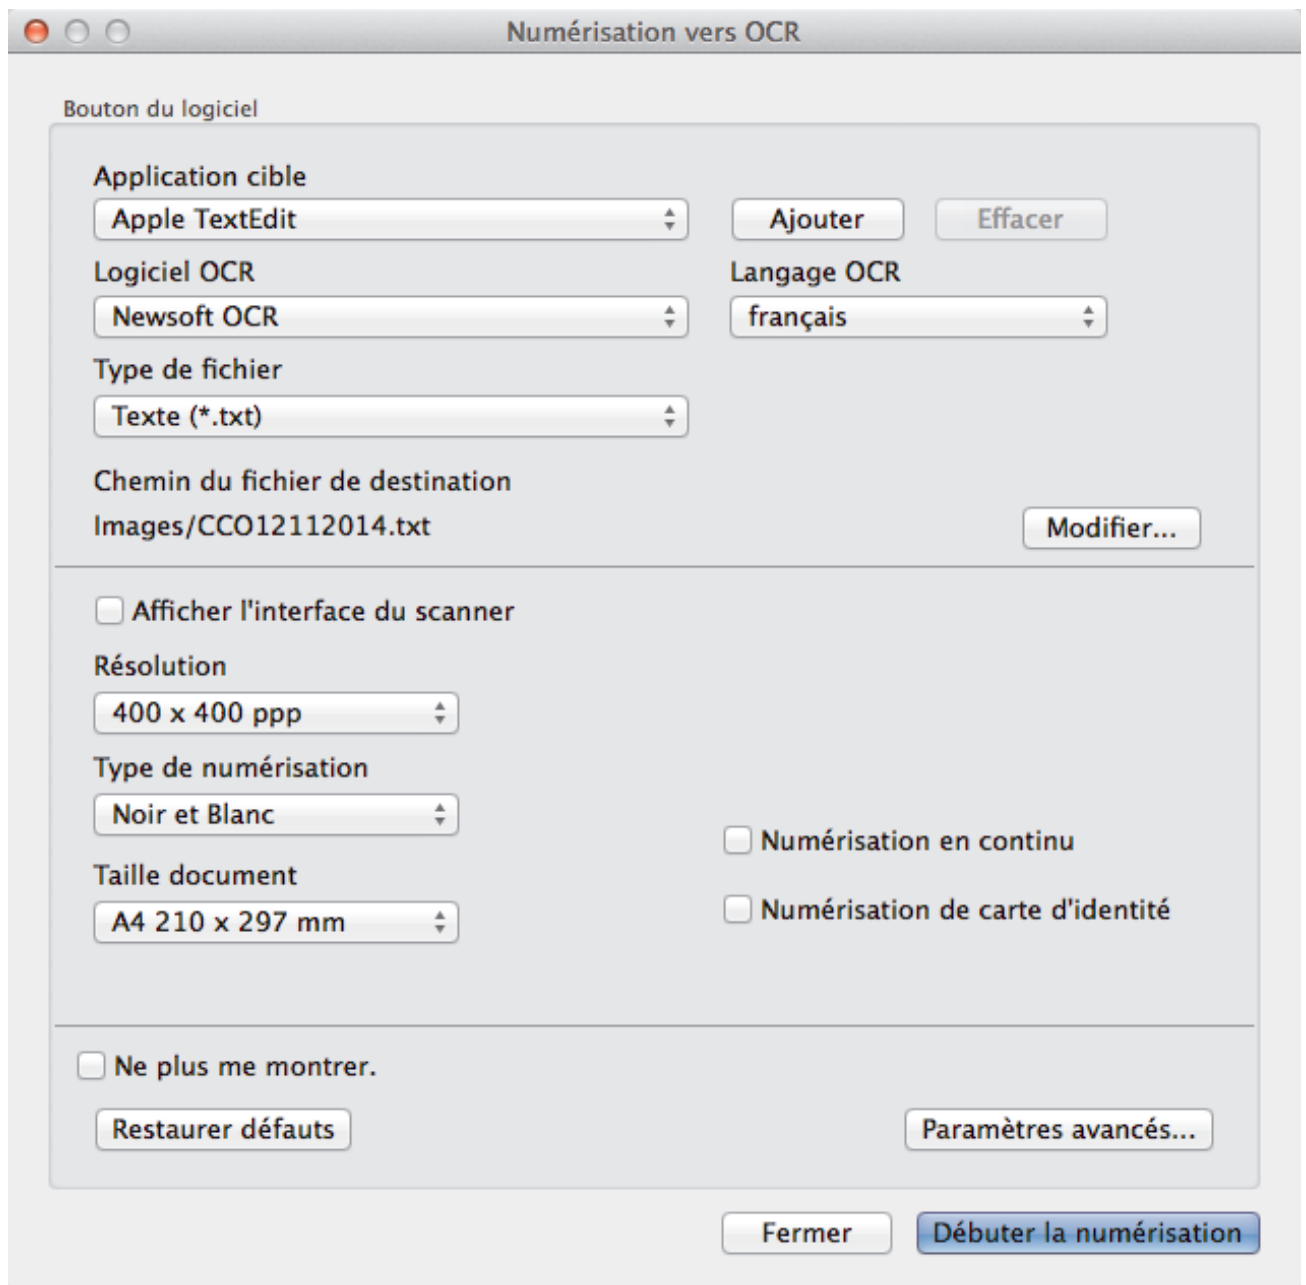 Numérisation vers OCR
Bouton du logiciel
Application cible
Apple TextEdit
Ajouter
Effacer
Logiciel OCR
Langage OCR
Newsoft OCR
français
Type de fichier
Texte (*.txt)
Chemin du fichier de destination
Images/CCO12112014.txt
Modifier...
Afficher l'interface du scanner
Résolution
400 x 400 ppp
Type de numérisation
Noir et Blanc
Numérisation en continu
Taille document
A4 210 x 297 mm
Numérisation de carte d'identité
Ne plus me montrer.
Restaurer défauts
Paramètres avancés...
Fermer
Débuter la numérisation